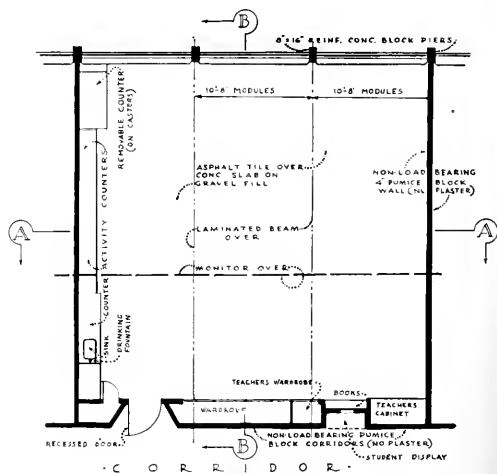 B
8"x16" REINF. CONC. BLOCK PIERS
10'-8" MODULES
10'-8" MODULES
REMOVABLE COUNTER
(ON CASTERS)
ASPHALT TILE OVER
CONC SLAB ON
GRAVEL FILL
NON-LOAD BEARING
4" PUMICE BLOCK
WALL (NO PLASTER)
ACTIVITY COUNTERS
A
A
LAMINATED BEAM
OVER
MONITOR OVER
COUNTER
SINK
DRINKING
FOUNTAIN
TEACHERS WARDROBE
BOOKS
WARDROBE
TEACHERS
CABINET
RECESSED DOOR
B
NON-LOAD BEARING PUMICE
BLOCK CORRIDORS (NO PLASTER)
STUDENT DISPLAY
· C O R R I D O R ·